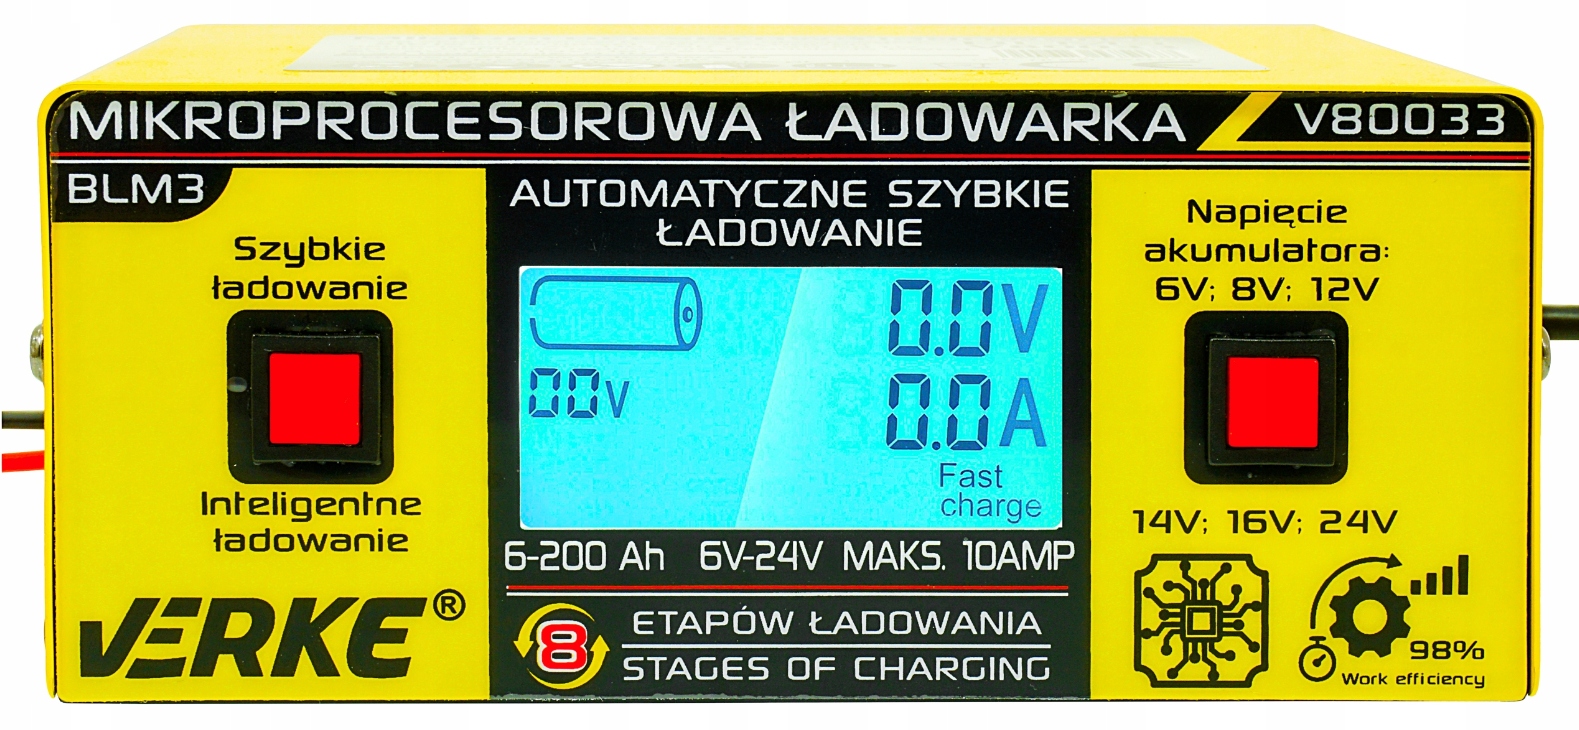 MIKROPROCESOROWA ŁADOWARKA
V80033
BLM3
AUTOMATYCZNE SZYBKIE
ŁADOWANIE
Szybkie
ładowanie
Inteligentne
ładowanie
VERKE®
0.0V
00V
0.0A
Fast
charge
6-200 Ah 6V-24V MAKS. 10AMP
8
ETAPÓW ŁADOWANIA
STAGES OF CHARGING
Napięcie
akumulatora:
6V; 8V; 12V
14V; 16V; 24V
98%
Work efficiency